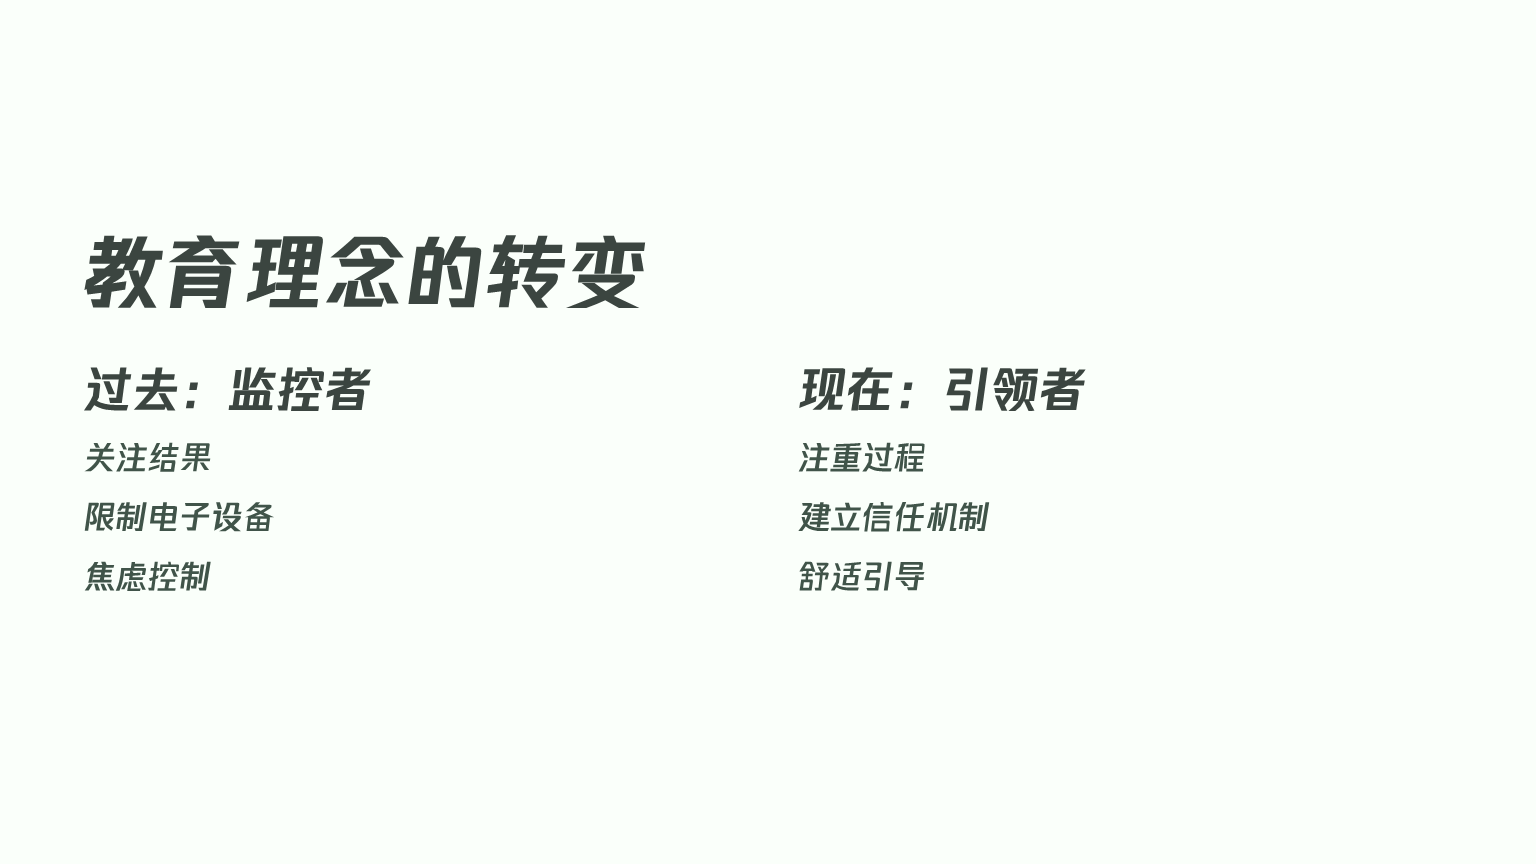 教育理念的转变
过去：监控者
关注结果
限制电子设备
焦虑控制
现在：引领者
注重过程
建立信任机制
舒适引导